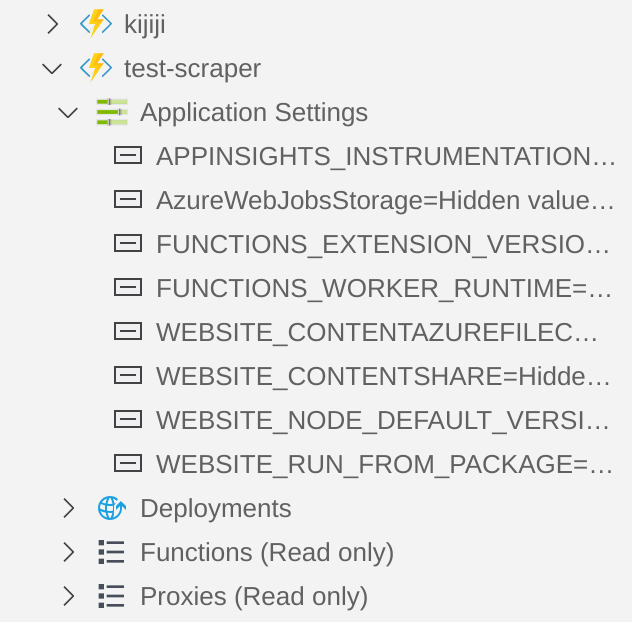 kijiji
test-scraper
Application Settings
APPINSIGHTS_INSTRUMENTATION…
AzureWebJobsStorage=Hidden value…
FUNCTIONS_EXTENSION_VERSIO…
FUNCTIONS_WORKER_RUNTIME=…
WEBSITE_CONTENTAZUREFILEC…
WEBSITE_CONTENTSHARE=Hidde…
WEBSITE_NODE_DEFAULT_VERSI…
WEBSITE_RUN_FROM_PACKAGE=…
Deployments
Functions (Read only)
Proxies (Read only)